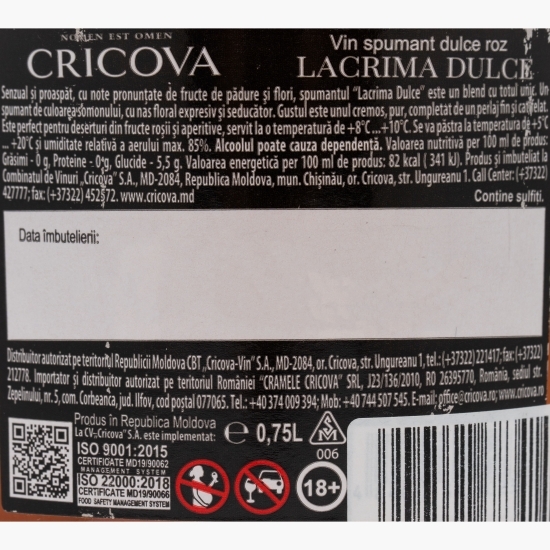 NOMEN EST OMEN
CRICOVA
Vin spumant dulce roz
LACRIMA DULCE
Senzual și proaspăt, cu note pronunțate de fructe de pădure și flori, spumantul "Lacrima Dulce" este un blend cu totul unic. Un
spumant de culoarea somonului, cu nas floral expresiv și seducător. Gustul este unul cremos, pur, completat de un perlaj fin și catifelat.
Este perfect pentru deserturi din fructe roșii și aperitive, servit la o temperatură de +8°C...+10°C. Se va păstra la temperatura de +5°C
... +20°C și umiditate relativă a aerului max. 85%. Alcoolul poate cauza dependență. Valoarea nutritivă per 100 ml de produs:
Grăsimi - 0 g, Proteine - 0 g, Glucide - 5,5 g. Valoarea energetică per 100 ml de produs: 82 kcal ( 341 kJ). Produs și îmbuteliat la
Combinatul de Vinuri „Cricova" S.A., MD-2084, Republica Moldova, mun. Chișinău, or. Cricova, str. Ungureanu 1. Call Center: (+37322)
427777; fax: (+37322) 452572. www.cricova.md
Conține sulfiți.
Data îmbutelierii:
Distribuitor autorizat pe teritoriul Republicii Moldova CBT „Cricova-Vin" S.A., MD-2084, or. Cricova, str. Ungureanu 1, tel.: (+37322) 221417; fax: (+37322)
221278. Importator și distribuitor autorizat pe teritoriul României "CRAMELE CRICOVA" SRL, J23/136/2010, RO 26395770, România, sediul str.
Zepelinului, nr. 5, com. Corbeanca, jud. Ilfov, cod postal 077065. Tel.: +40 374 009 394; Mob: +40 744 507 545. E-mail: office@cricova.ro; www.cricova.ro
Produs în Republica Moldova
La CV „Cricova" S.A. este implementat:
ISO 9001:2015
CERTIFICATE MD19/90062
MANAGEMENT SYSTEM
ISO 22000:2018
CERTIFICATE MD19/90066
FOOD SAFETY MANAGEMENT SYSTEM
e 0,75L
SM
006
18+